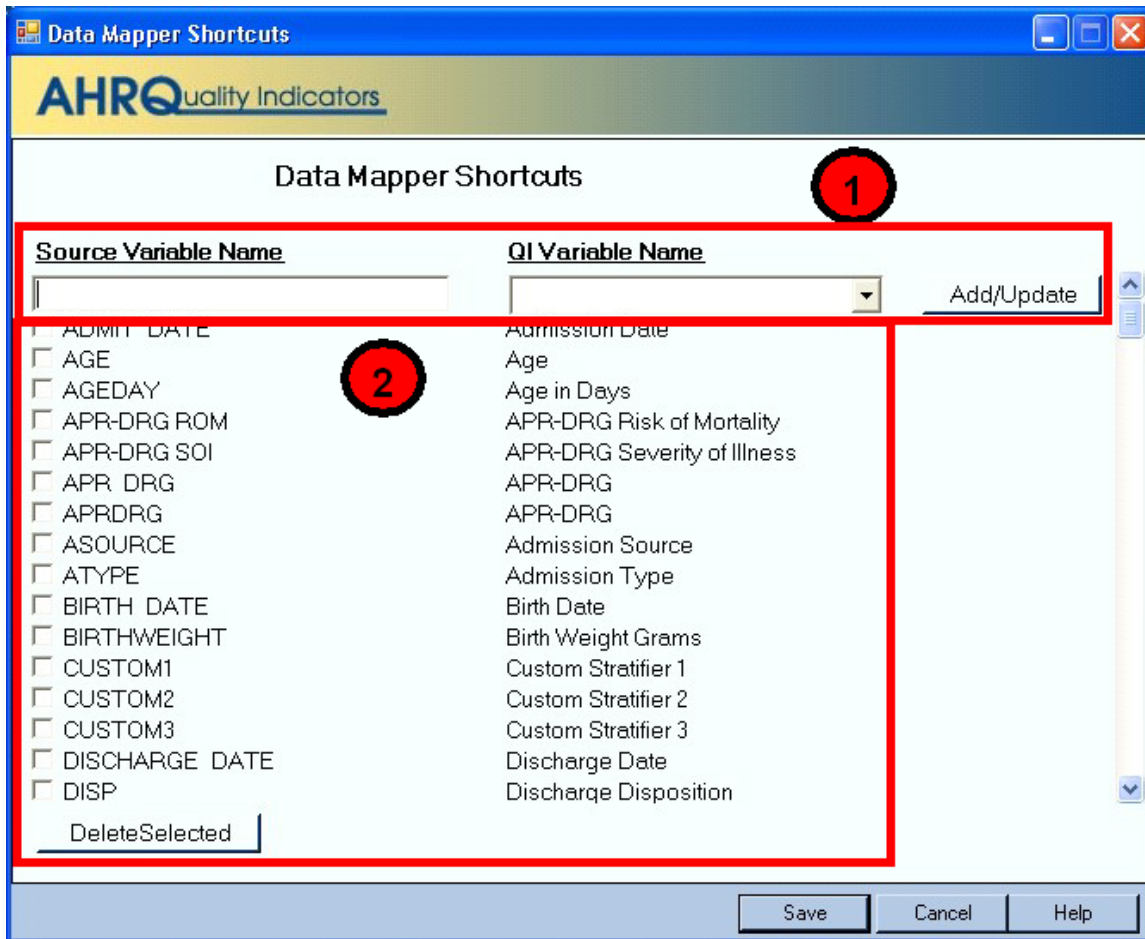 Data Mapper Shortcuts
AHRQuality Indicators
Data Mapper Shortcuts
1
Source Variable Name QI Variable Name
Add/Update
ADMIT DATE Admission Date
2
AGE Age
AGEDAY Age in Days
APR-DRG ROM APR-DRG Risk of Mortality
APR-DRG SOI APR-DRG Severity of Illness
APR DRG APR-DRG
APRDRG APR-DRG
ASOURCE Admission Source
ATYPE Admission Type
BIRTH DATE Birth Date
BIRTHWEIGHT Birth Weight Grams
CUSTOM1 Custom Stratifier 1
CUSTOM2 Custom Stratifier 2
CUSTOM3 Custom Stratifier 3
DISCHARGE DATE Discharge Date
DISP Discharge Disposition
DeleteSelected
Save Cancel Help